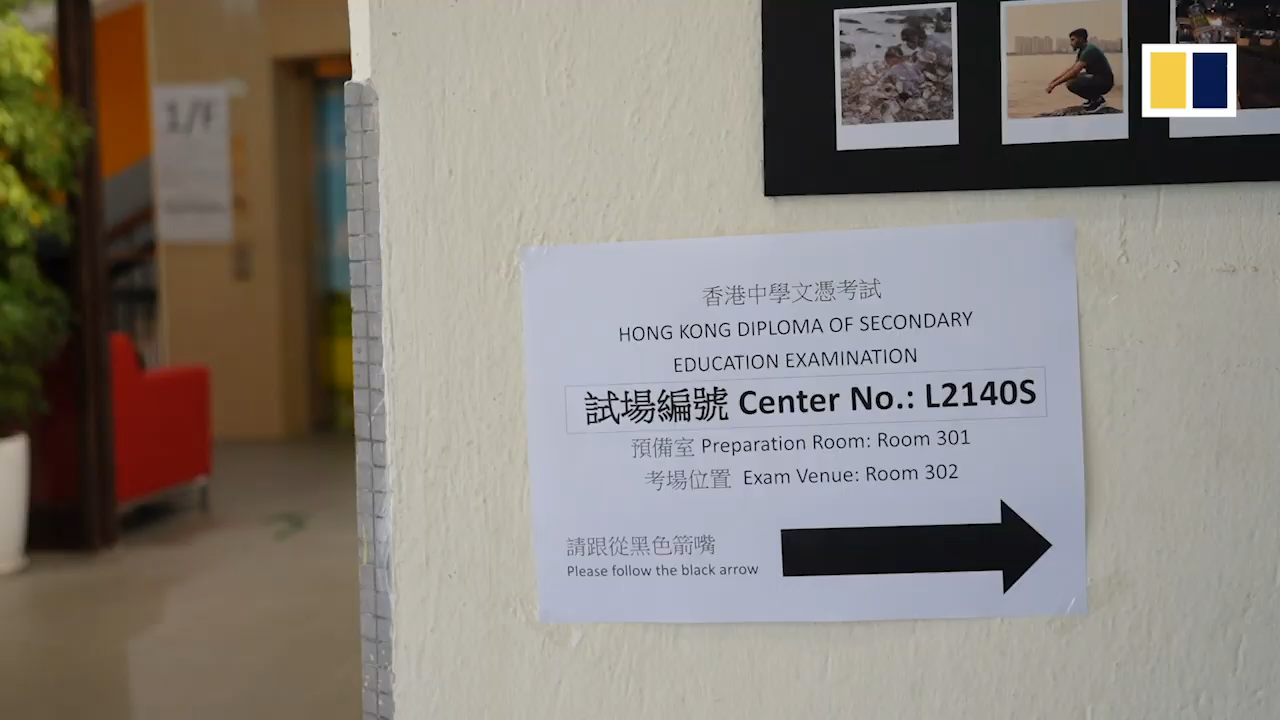 1/F
香港中學文憑考試
HONG KONG DIPLOMA OF SECONDARY
EDUCATION EXAMINATION
試場編號 Center No.: L2140S
預備室 Preparation Room: Room 301
考場位置 Exam Venue: Room 302
請跟從黑色箭嘴
Please follow the black arrow